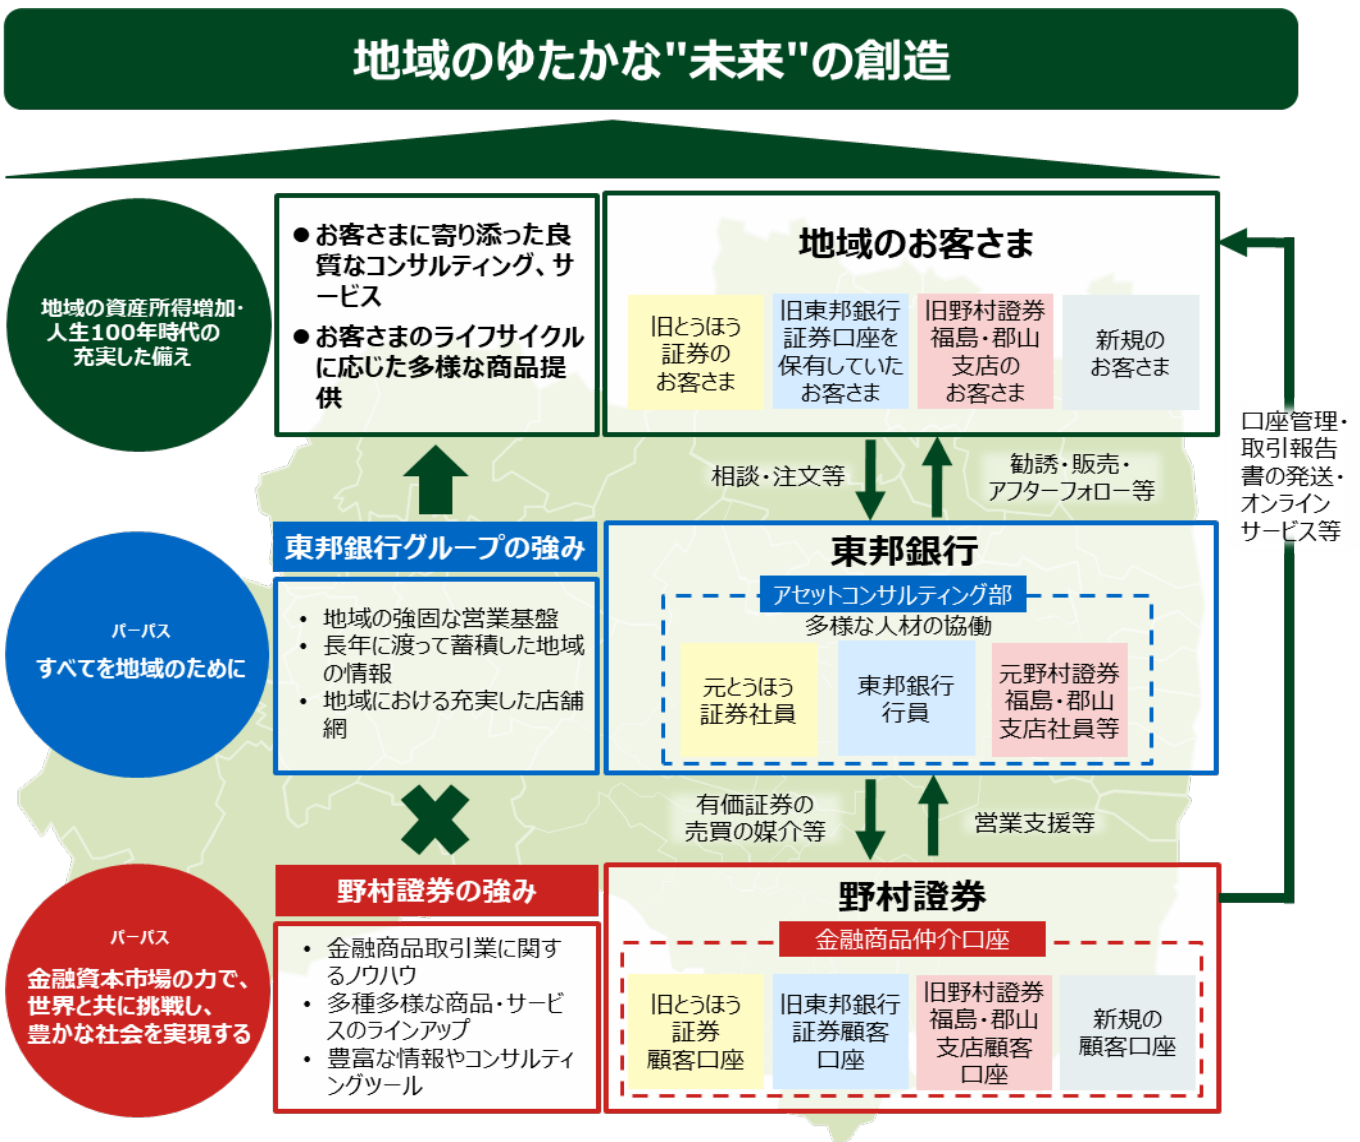 地域のゆたかな"未来"の創造
地域の資産所得増加・
人生100年時代の
充実した備え
●お客さまに寄り添った良
質なコンサルティング、サ
ービス
●お客さまのライフサイクル
に応じた多様な商品提
供
地域のお客さま
旧とうほう
証券の
お客さま
旧東邦銀行
証券口座を
保有していた
お客さま
旧野村證券
福島・郡山
支店の
お客さま
新規の
お客さま
相談・注文等
勧誘・販売・
アフターフォロー等
口座管理・
取引報告
書の発送・
オンライン
サービス等
パーパス
すべてを地域のために
東邦銀行グループの強み
・地域の強固な営業基盤
・長年に渡って蓄積した地域
の情報
・地域における充実した店舗
網
東邦銀行
アセットコンサルティング部
多様な人材の協働
元とうほう
証券社員
東邦銀行
行員
元野村證券
福島・郡山
支店社員等
有価証券の
売買の媒介等
営業支援等
パーパス
金融資本市場の力で、
世界と共に挑戦し、
豊かな社会を実現する
野村證券の強み
・金融商品取引業に関す
るノウハウ
・多種多様な商品・サービ
スのラインアップ
・豊富な情報やコンサルティ
ングツール
野村證券
金融商品仲介口座
旧とうほう
証券
顧客口座
旧東邦銀行
証券顧客
口座
旧野村證券
福島・郡山
支店顧客
口座
新規の
顧客口座